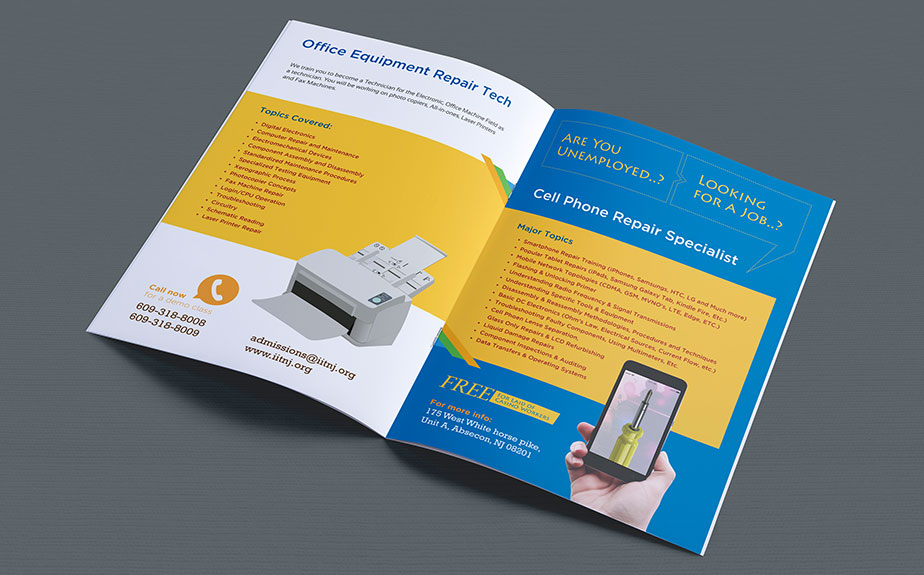 Office Equipment Repair Tech
We train you to become a Technician for the Electronic, Office Machine Field as
a technician. You will be working on photo copiers, All-in-ones, Laser Printers
and Fax Machines.
Topics Covered:
• Digital Electronics
• Computer Repair and Maintenance
• Electromechanical Devices
• Component Assembly and Disassembly
• Standardized Maintenance Procedures
• Specialized Testing Equipment
• Xerographic Process
• Photocopier Concepts
• Fax Machine Repair
• Login/CPU Operation
• Troubleshooting
• Circuitry
• Schematic Reading
• Laser Printer Repair
Call now
for a demo class
609-318-8008
609-318-8009
admissions@iitnj.org
www.iitnj.org
Are You
Unemployed..?
Looking
for A Job..?
Cell Phone Repair Specialist
Major Topics
• Smartphone Repair Training (iPhones, Samsungs, HTC, LG and Much more)
• Popular Tablet Repairs (iPads, Samsung Galaxy Tab, Kindle Fire, Etc.)
• Mobile Network Topologies (CDMA, GSM, MVNO's, LTE, Edge, ETC.)
• Flashing & Unlocking Primer
• Understanding Radio Frequency & Signal Transmissions
• Understanding Specific Tools & Equipment
• Disassembly & Reassembly Methodologies, Procedures and Techniques
• Basic DC Electronics (Ohm's Law, Electrical Sources, Current Flow, etc.)
• Troubleshooting Faulty Components, Using Multimeters, Etc.
• Cell Phoen Lense Separation,
Glass Only Repairs & LCD Refurbishing
• Liquid Damage Repairs
• Component Inspections & Auditing
• Data Transfers & Operating Systems
FREE FOR LAID OF
CASINO WORKERS
For more info:
175 West White horse pike,
Unit A, Absecon, NJ 08201